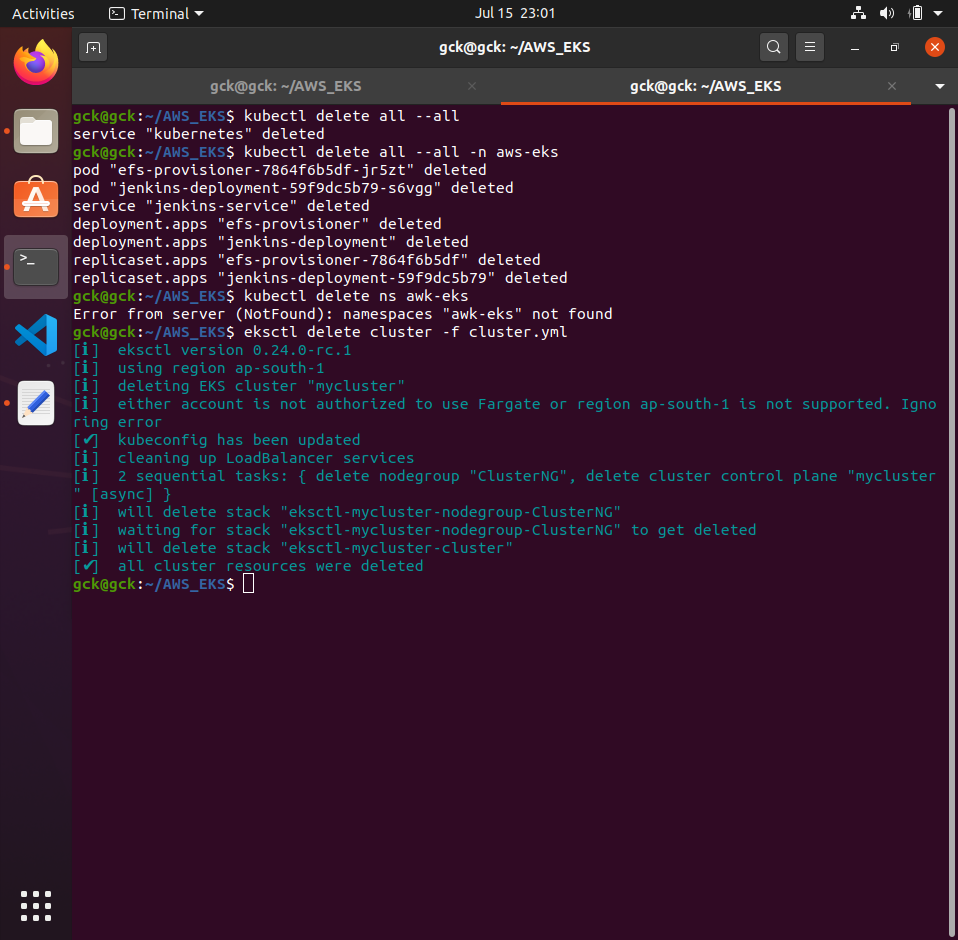 Activities
Terminal
Jul 15 23:01
gck@gck: ~/AWS_EKS
gck@gck: ~/AWS_EKS
gck@gck: ~/AWS_EKS
gck@gck:~/AWS_EKS$ kubectl delete all --all
service "kubernetes" deleted
gck@gck:~/AWS_EKS$ kubectl delete all --all -n aws-eks
pod "efs-provisioner-7864f6b5df-jr5zt" deleted
pod "jenkins-deployment-59f9dc5b79-s6vgg" deleted
service "jenkins-service" deleted
deployment.apps "efs-provisioner" deleted
deployment.apps "jenkins-deployment" deleted
replicaset.apps "efs-provisioner-7864f6b5df" deleted
replicaset.apps "jenkins-deployment-59f9dc5b79" deleted
gck@gck:~/AWS_EKS$ kubectl delete ns awk-eks
Error from server (NotFound): namespaces "awk-eks" not found
gck@gck:~/AWS_EKS$ eksctl delete cluster -f cluster.yml
[ℹ]  eksctl version 0.24.0-rc.1
[ℹ]  using region ap-south-1
[ℹ]  deleting EKS cluster "mycluster"
[ℹ]  either account is not authorized to use Fargate or region ap-south-1 is not supported. Igno
ring error
[✔]  kubeconfig has been updated
[ℹ]  cleaning up LoadBalancer services
[ℹ]  2 sequential tasks: { delete nodegroup "ClusterNG", delete cluster control plane "mycluster
" [async] }
[ℹ]  will delete stack "eksctl-mycluster-nodegroup-ClusterNG"
[ℹ]  waiting for stack "eksctl-mycluster-nodegroup-ClusterNG" to get deleted
[ℹ]  will delete stack "eksctl-mycluster-cluster"
[✔]  all cluster resources were deleted
gck@gck:~/AWS_EKS$